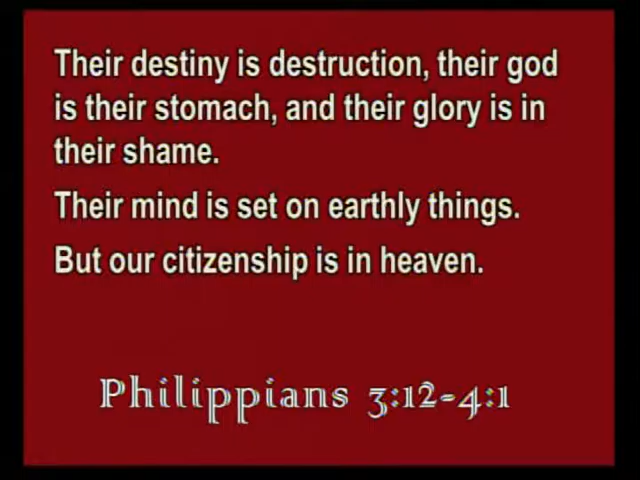 Their destiny is destruction, their god
is their stomach, and their glory is in
their shame.
Their mind is set on earthly things.
But our citizenship is in heaven.
Philippians 3:12-4:1